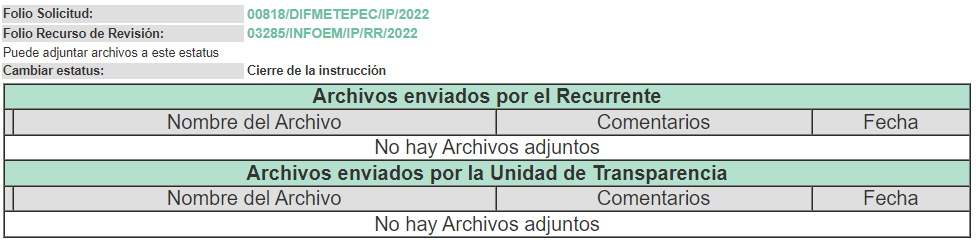 Folio Solicitud: 00818/DIFMETEPEC/IP/2022
Folio Recurso de Revisión: 03285/INFOEM/IP/RR/2022
Puede adjuntar archivos a este estatus
Cambiar estatus: Cierre de la instrucción
Archivos enviados por el Recurrente
Nombre del Archivo Comentarios Fecha
No hay Archivos adjuntos
Archivos enviados por la Unidad de Transparencia
Nombre del Archivo Comentarios Fecha
No hay Archivos adjuntos